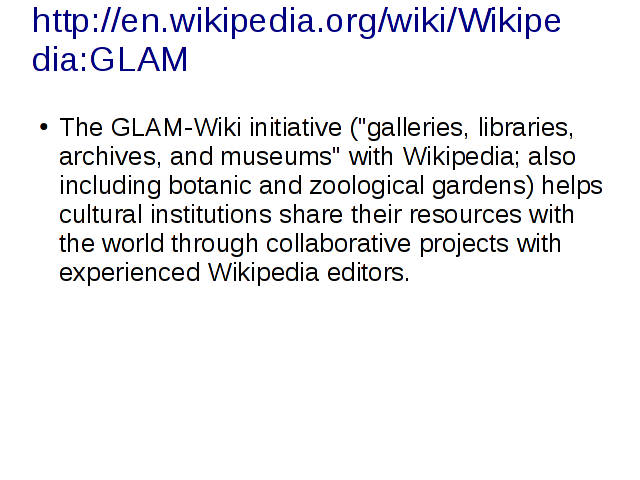 http://en.wikipedia.org/wiki/Wikipe
dia:GLAM
• The GLAM-Wiki initiative ("galleries, libraries,
archives, and museums" with Wikipedia; also
including botanic and zoological gardens) helps
cultural institutions share their resources with
the world through collaborative projects with
experienced Wikipedia editors.